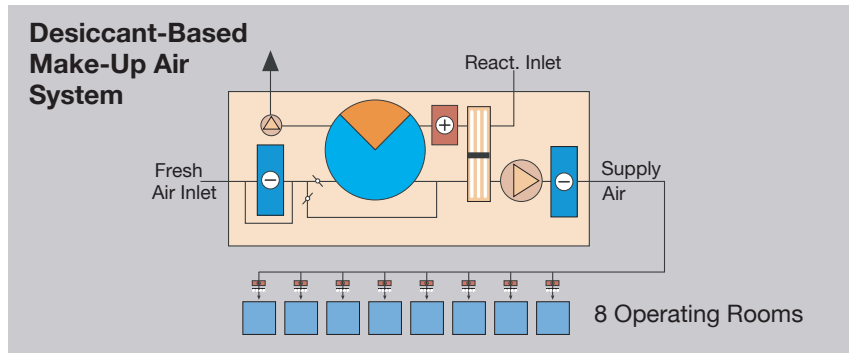 Desiccant-Based
Make-Up Air
System
React. Inlet
Fresh
Air Inlet
+
−
−
Supply
Air
8 Operating Rooms